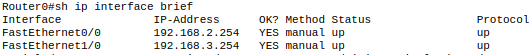 Router0#sh ip interface brief
Interface IP-Address OK? Method Status Protocol
FastEthernet0/0 192.168.2.254 YES manual up up
FastEthernet1/0 192.168.3.254 YES manual up up